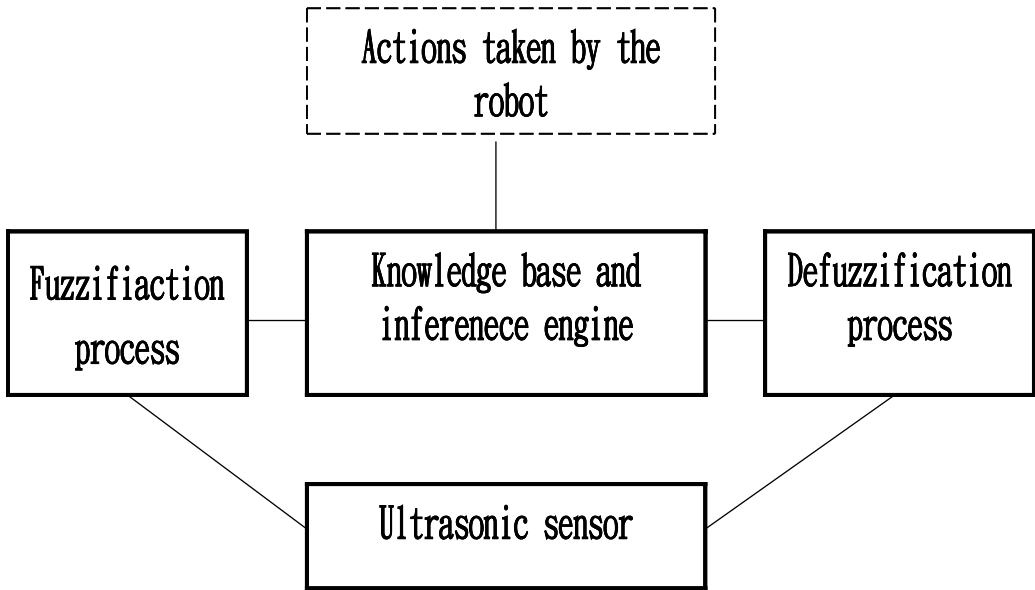 Actions taken by the
robot
Fuzzifiaction
process
Knowledge base and
inferenece engine
Defuzzification
process
Ultrasonic sensor